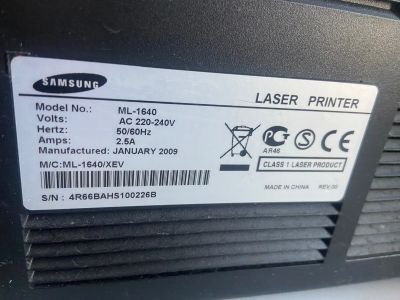 SAMSUNG
LASER PRINTER
Model No.: ML-1640
Volts: AC 220-240V
Hertz: 50/60Hz
Amps: 2.5A
Manufactured: JANUARY 2009
M/C:ML-1640/XEV
S/N : 4R66BAHS100226B
AR46
CLASS 1 LASER PRODUCT
MADE IN CHINA REV.00